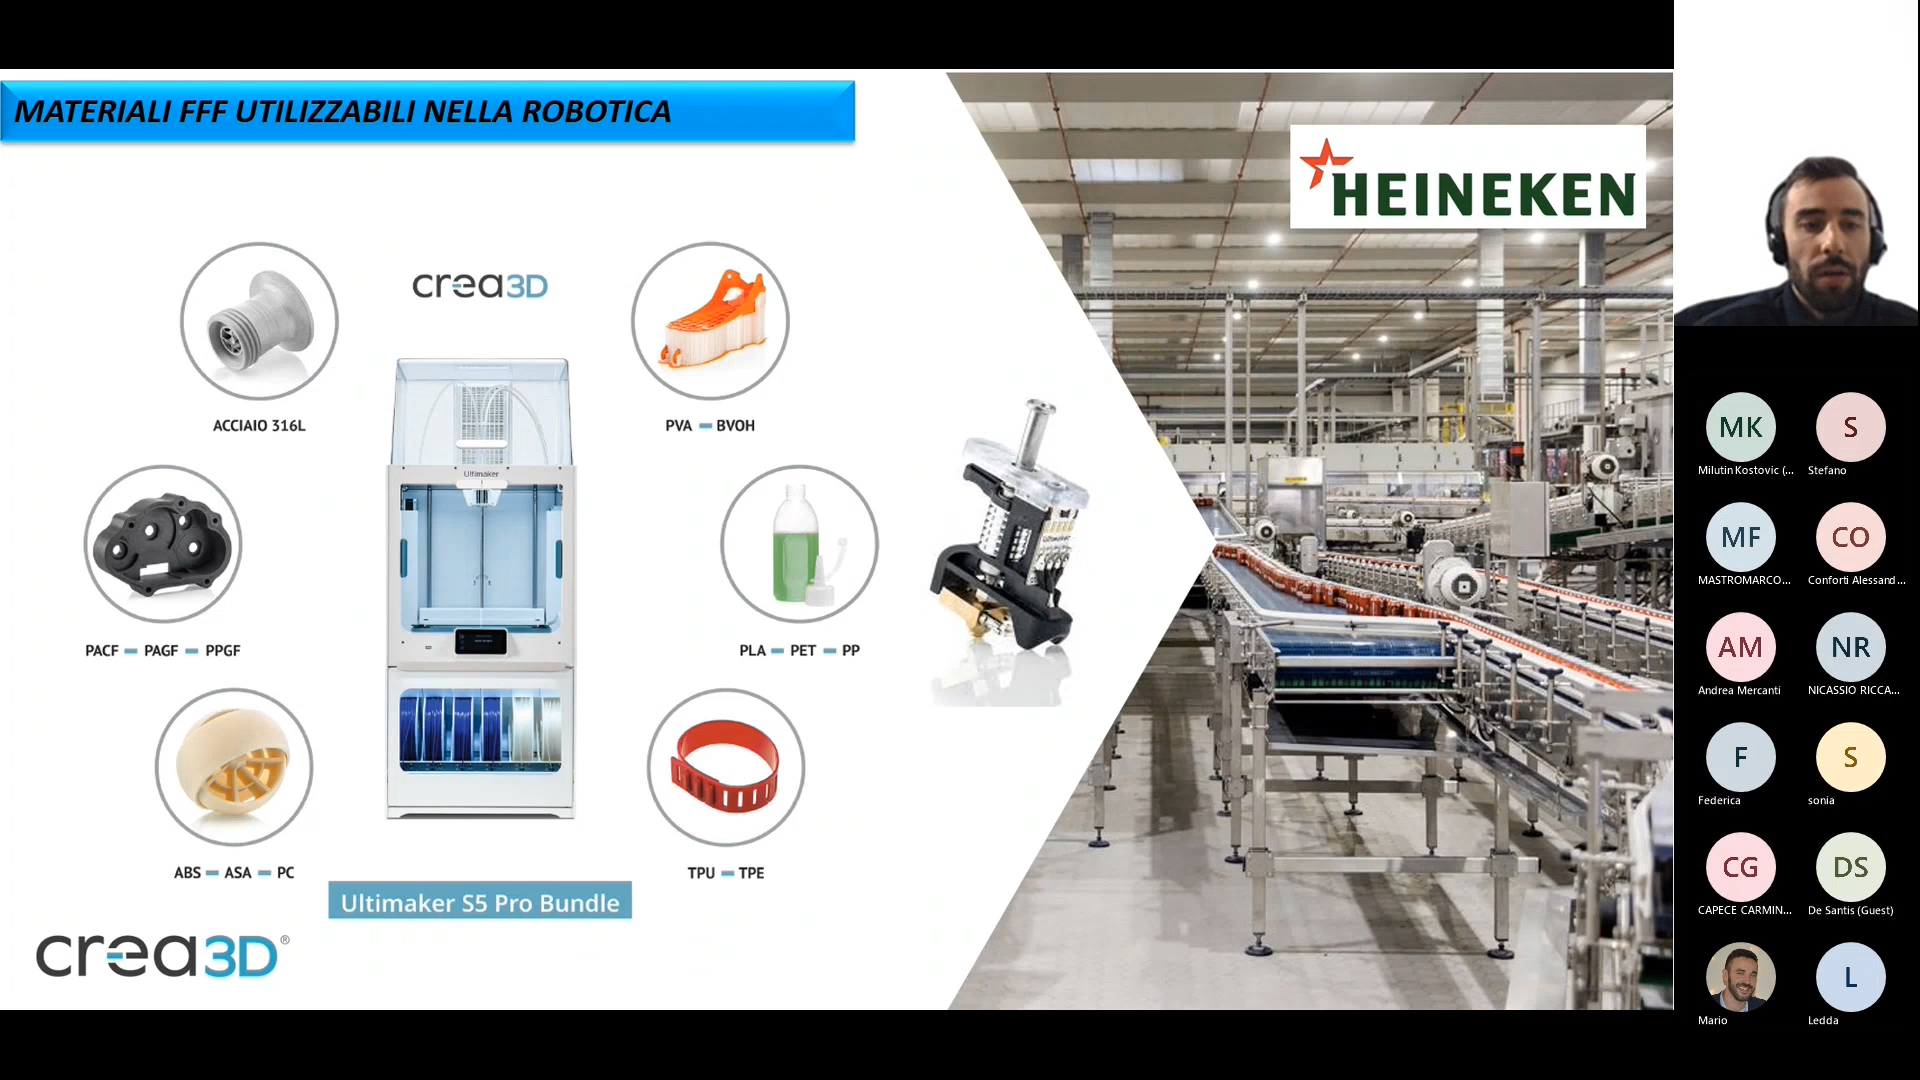 MATERIALI FFF UTILIZZABILI NELLA ROBOTICA
HEINEKEN
crea3D
ACCIAIO 316L
PVA - BVOH
Ultimaker
PACF - PAGF - PPGF
PLA - PET - PP
ABS - ASA - PC
TPU - TPE
Ultimaker S5 Pro Bundle
crea3D®
MK
S
Milutin Kostovic (...
Stefano
MF
CO
MASTROMARCO...
Conforti Alessand...
AM
NR
Andrea Mercanti
NICASSIO RICCA...
F
S
Federica
sonia
CG
DS
CAPECE CARMIN...
De Santis (Guest)
L
Mario
Ledda